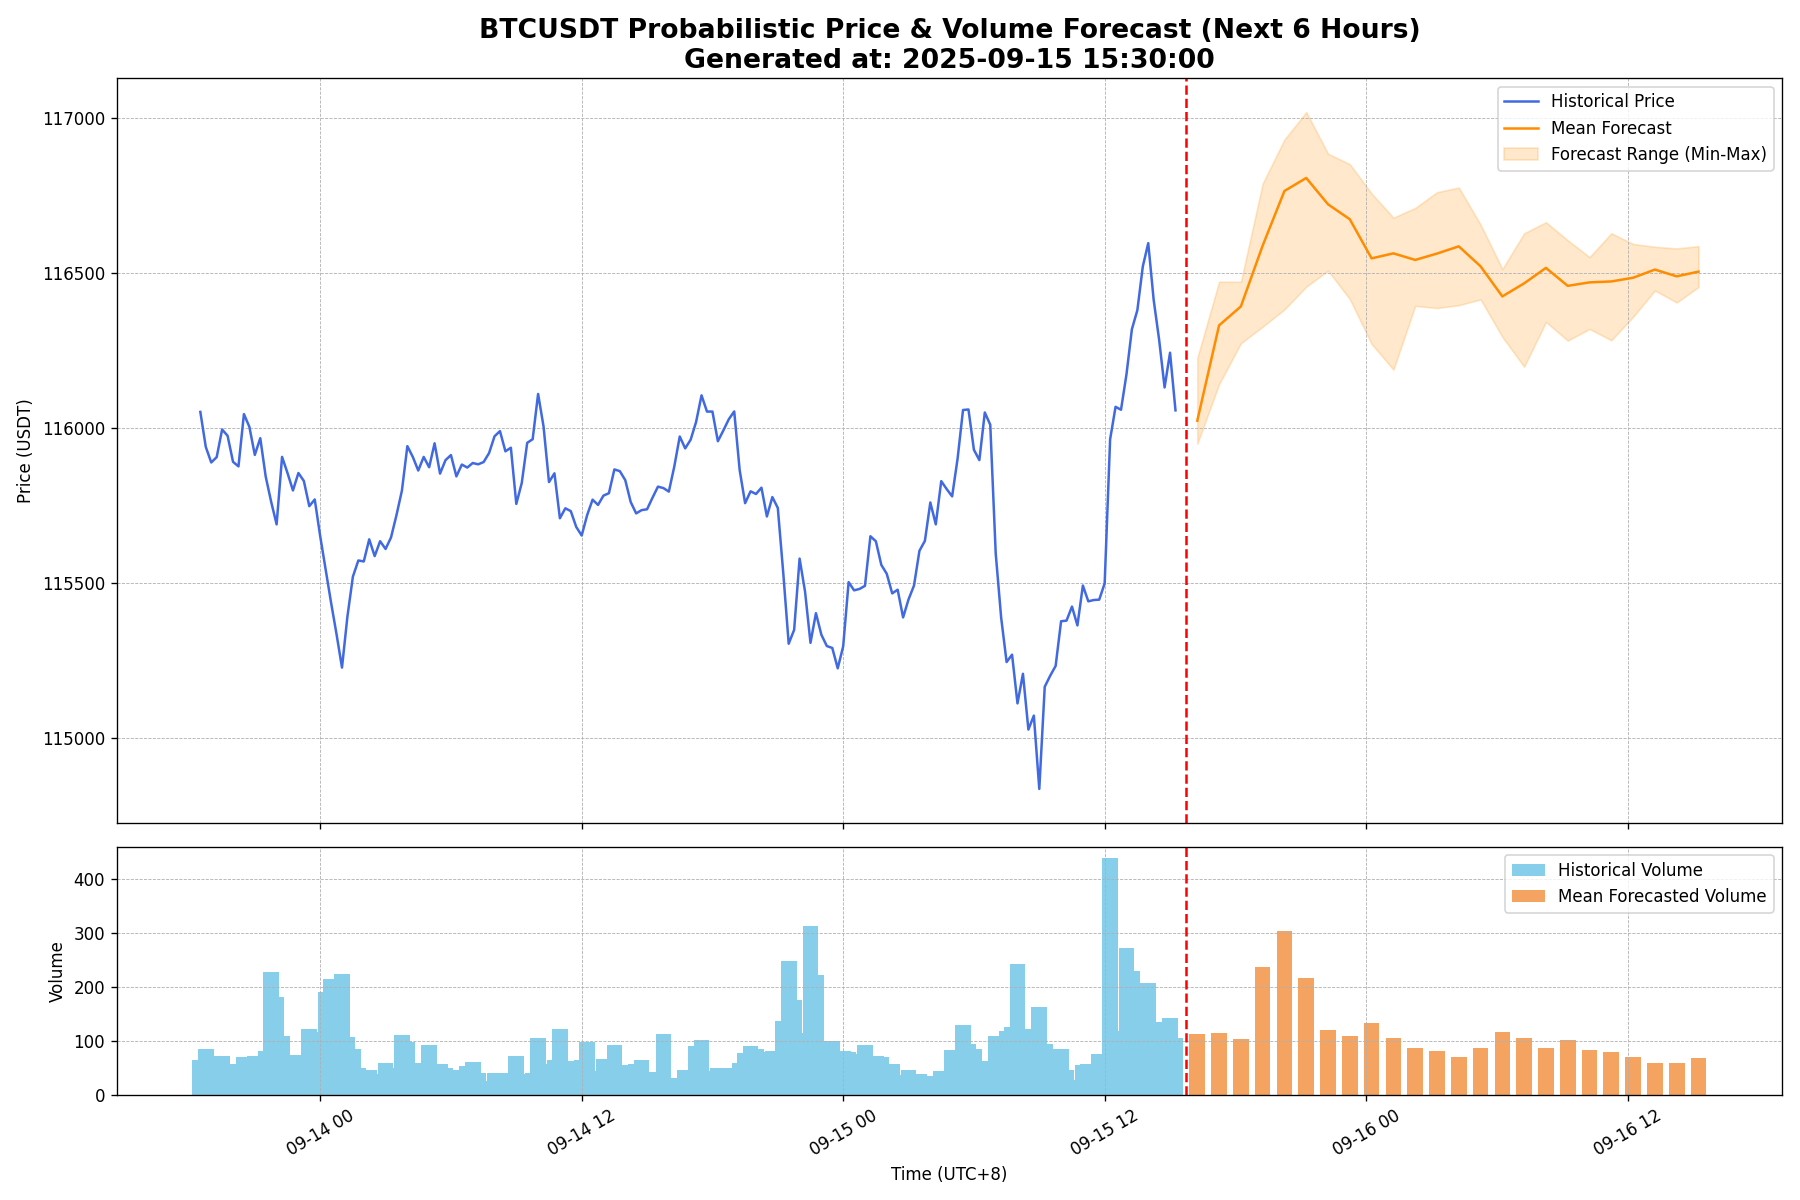 BTCUSDT Probabilistic Price & Volume Forecast (Next 6 Hours)
Generated at: 2025-09-15 15:30:00
117000
116500
116000
115500
115000
Price (USDT)
Historical Price
Mean Forecast
Forecast Range (Min-Max)
400
300
200
100
0
Volume
Historical Volume
Mean Forecasted Volume
09-14 00
09-14 12
09-15 00
09-15 12
09-16 00
09-16 12
Time (UTC+8)